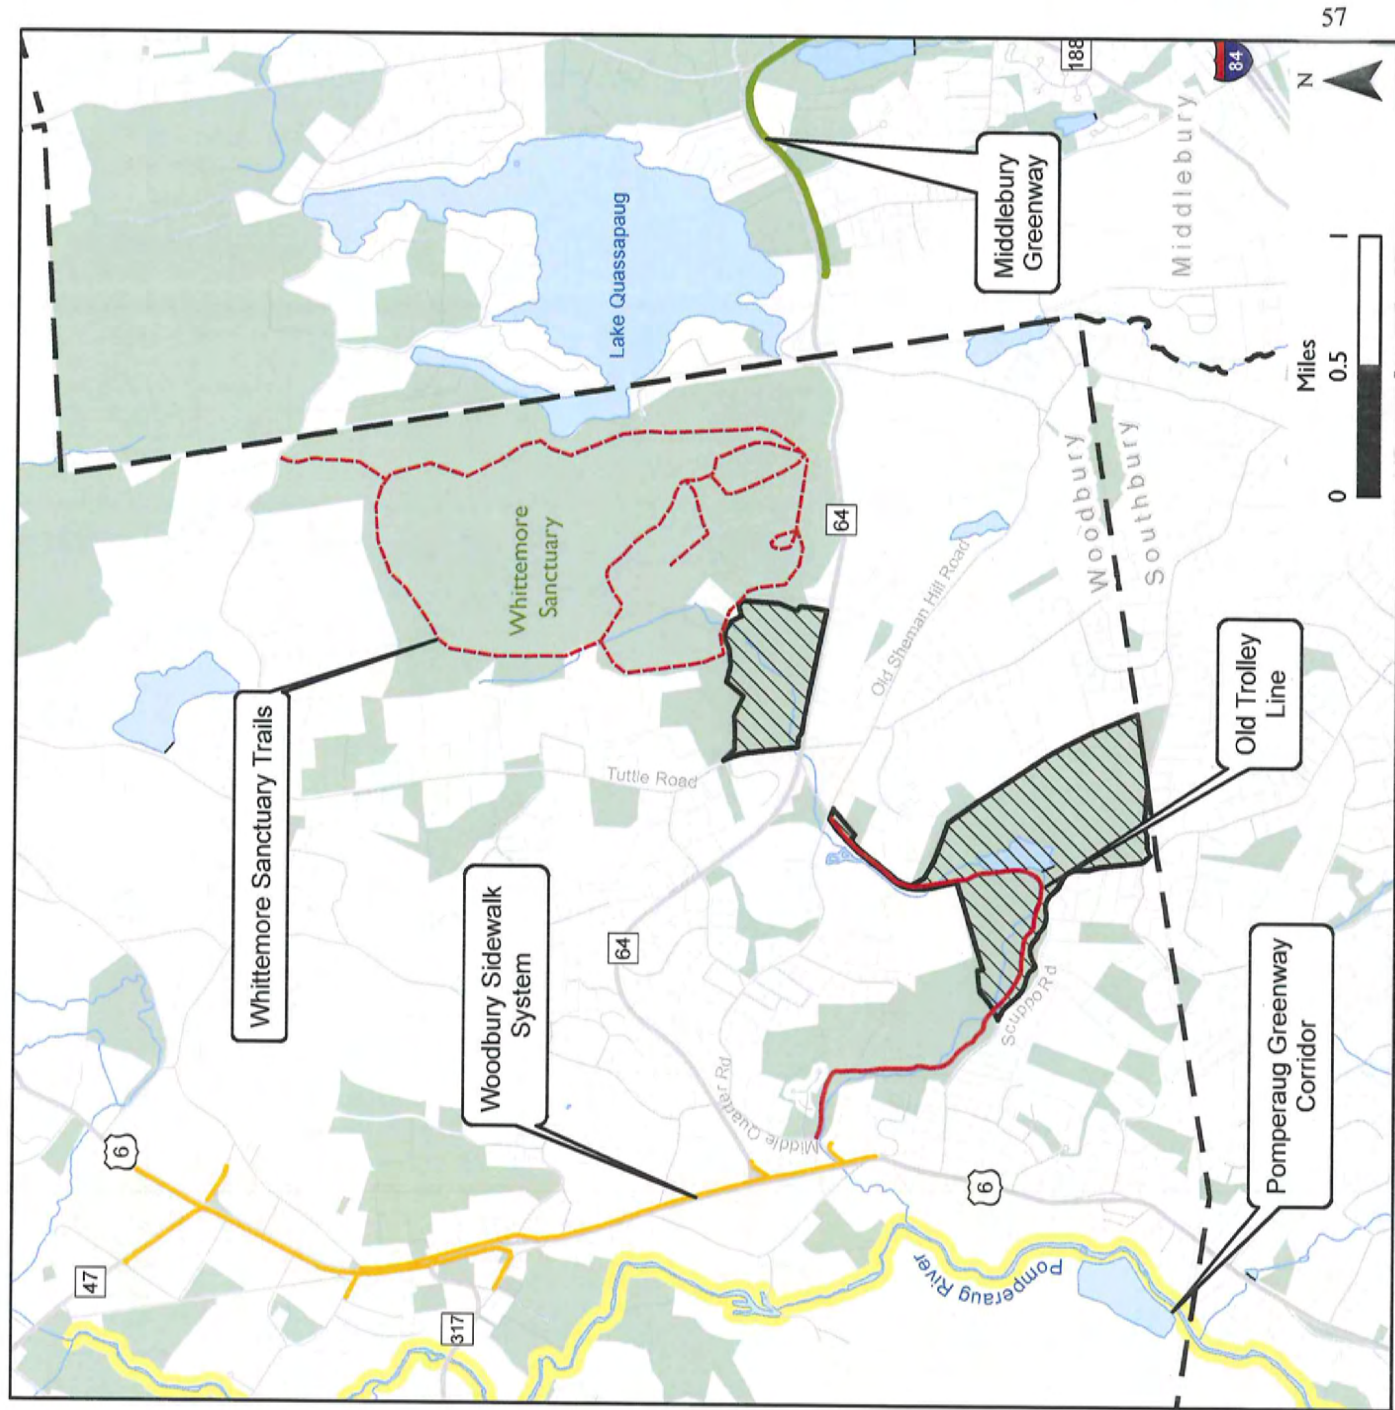 57
84
188
N
Middlebury
Middlebury
Greenway
Lake Quassapaug
Miles
0
0.5
1
Woodbury
Southbury
Whittemore
Sanctuary
64
Old Sheman Hill Road
Whittemore Sanctuary Trails
Tuttle Road
Old Trolley
Line
Woodbury Sidewalk
System
64
Scuppo Rd
Middle Quarter Rd
Pomperaug Greenway
Corridor
6
6
47
317
Pomperaug River